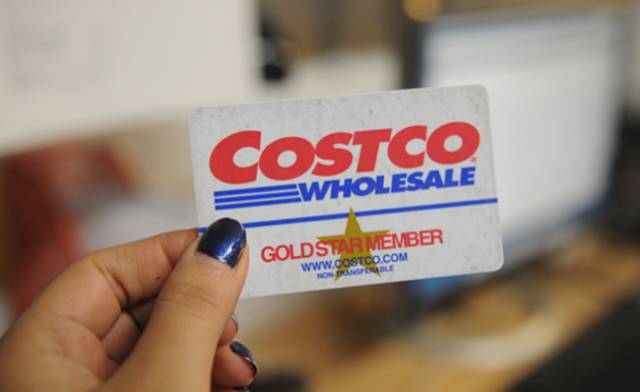 COSTCO
WHOLESALE
GOLD STAR MEMBER
WWW.COSTCO.COM
NON-TRANSFERABLE